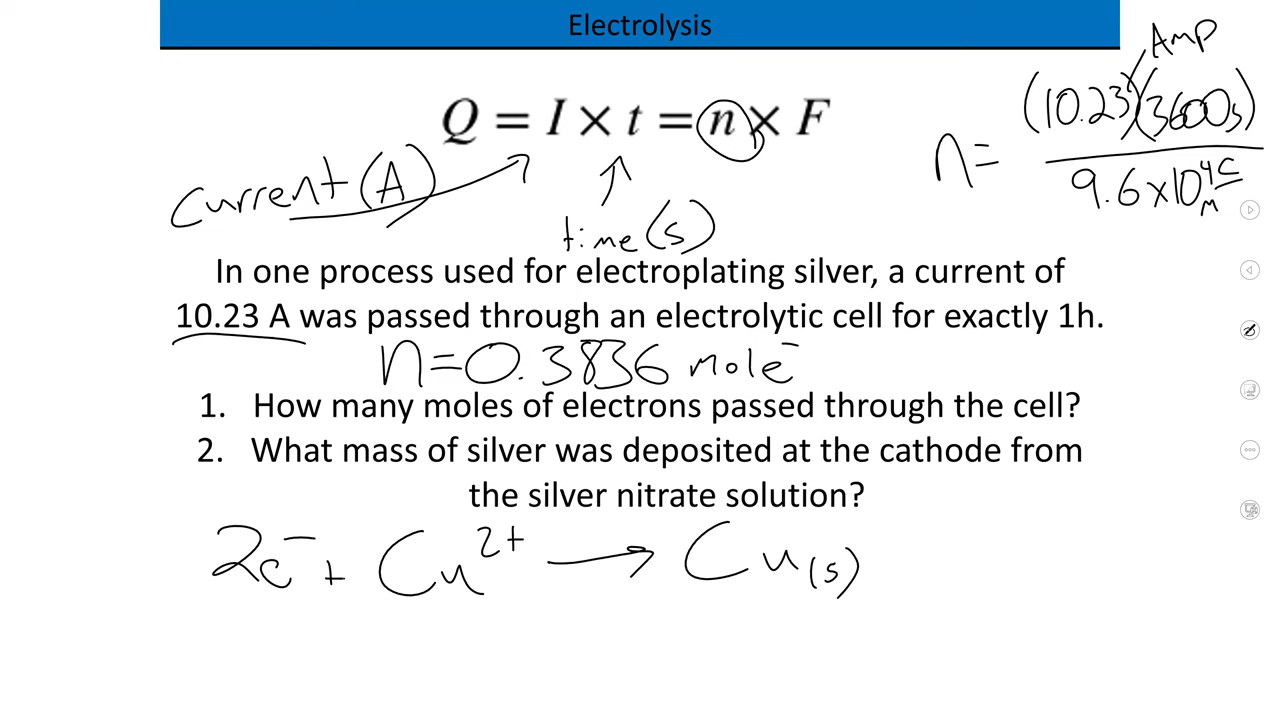 Electrolysis
Amp
Q = I × t = n × F
n = (10.23)(3600s)
9.6x10⁴ C
M
Current (A)
time (s)
In one process used for electroplating silver, a current of
10.23 A was passed through an electrolytic cell for exactly 1h.
n=0.3836 mole⁻
1. How many moles of electrons passed through the cell?
2. What mass of silver was deposited at the cathode from
the silver nitrate solution?
2e⁻ + Cu²⁺ → Cu(s)